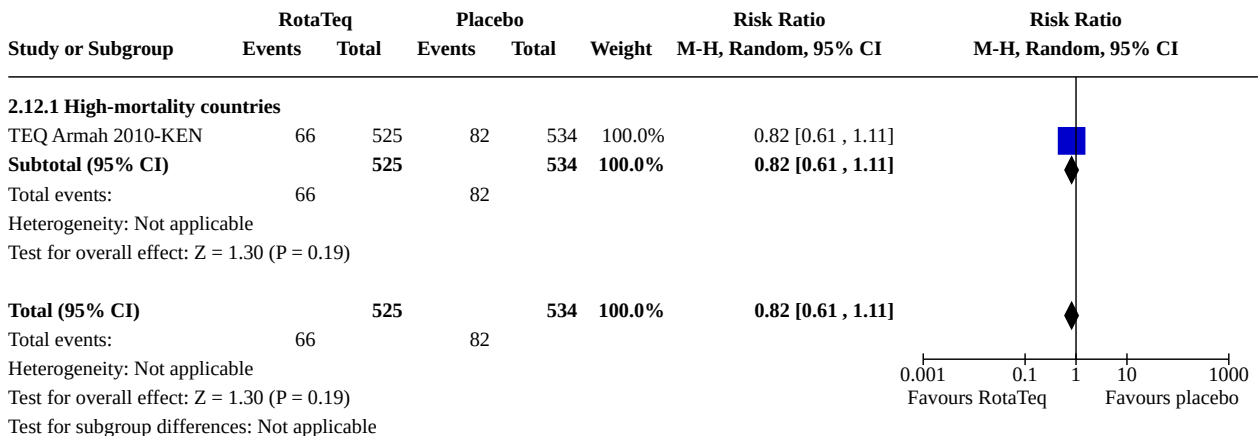 RotaTeq Placebo Risk Ratio Risk Ratio
Study or Subgroup Events Total Events Total Weight M-H, Random, 95% CI M-H, Random, 95% CI
2.12.1 High-mortality countries
TEQ Armah 2010-KEN 66 525 82 534 100.0% 0.82 [0.61 , 1.11]
Subtotal (95% CI) 525 534 100.0% 0.82 [0.61 , 1.11]
Total events: 66 82
Heterogeneity: Not applicable
Test for overall effect: Z = 1.30 (P = 0.19)
Total (95% CI) 525 534 100.0% 0.82 [0.61 , 1.11]
Total events: 66 82
Heterogeneity: Not applicable
0.001 0.1 1 10 1000
Test for overall effect: Z = 1.30 (P = 0.19) Favours RotaTeq Favours placebo
Test for subgroup differences: Not applicable